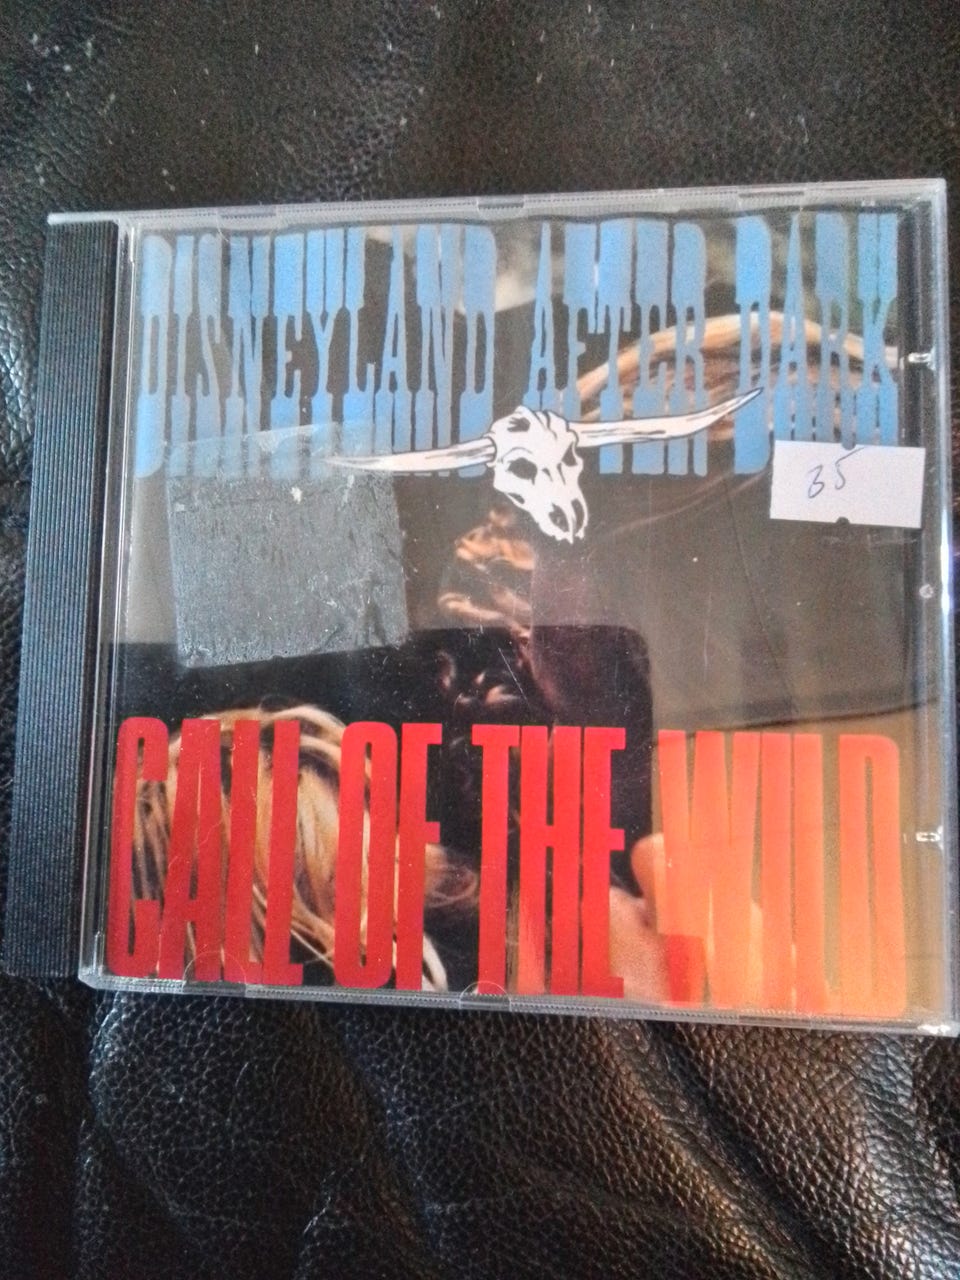 DISNEYLAND AFTER DARK
35
CALL OF THE WILD